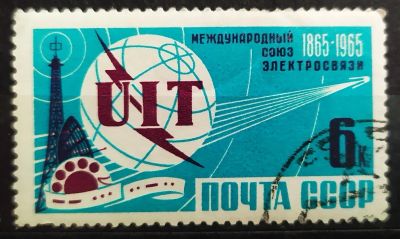 МЕЖДУНАРОДНЫЙ 1865-1965
СОЮЗ
ЭЛЕКТРОСВЯЗИ
UIT
6к
ПОЧТА СССР